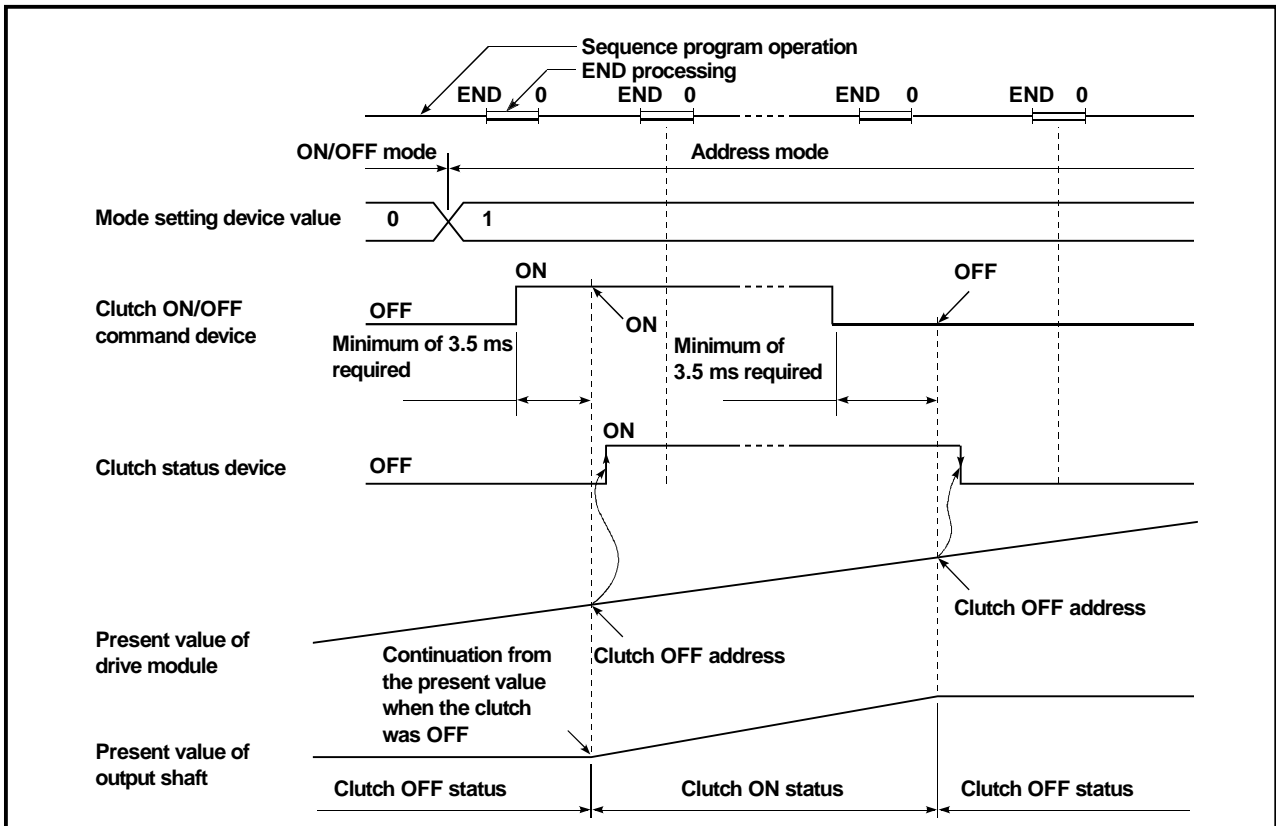 Sequence program operation
END processing
END 0 END 0 END 0 END 0
ON/OFF mode Address mode
Mode setting device value 0 1
ON OFF
Clutch ON/OFF
command device
OFF
ON
Minimum of 3.5 ms
required
Minimum of
3.5 ms required
ON
Clutch status device OFF
Clutch OFF address
Clutch OFF address
Present value of
drive module
Continuation from
the present value
when the clutch
was OFF
Present value of
output shaft
Clutch OFF status Clutch ON status Clutch OFF status